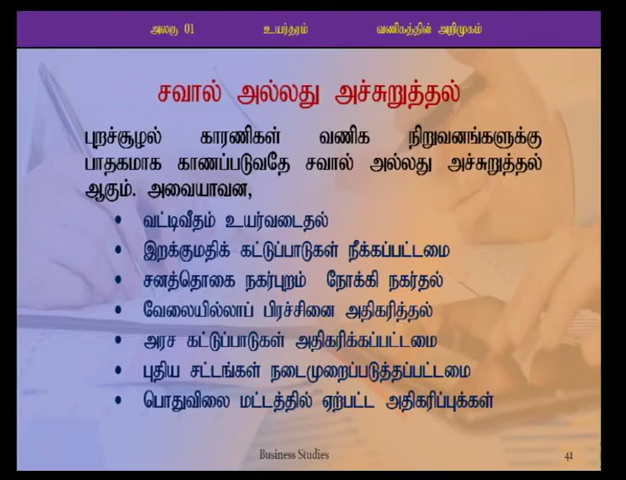 அலகு 01 உயர்தரம் வணிகத்தின் அறிமுகம்
சவால் அல்லது அச்சுறுத்தல்
புறச்சூழல் காரணிகள் வணிக நிறுவனங்களுக்கு
பாதகமாக காணப்படுவதே சவால் அல்லது அச்சுறுத்தல்
ஆகும். அவையாவன,
• வட்டிவீதம் உயர்வடைதல்
• இறக்குமதிக் கட்டுப்பாடுகள் நீக்கப்பட்டமை
• சனத்தொகை நகர்புறம் நோக்கி நகர்தல்
• வேலையில்லாப் பிரச்சினை அதிகரித்தல்
• அரச கட்டுப்பாடுகள் அதிகரிக்கப்பட்டமை
• புதிய சட்டங்கள் நடைமுறைப்படுத்தப்பட்டமை
• பொதுவிலை மட்டத்தில் ஏற்பட்ட அதிகரிப்புக்கள்
Business Studies 41